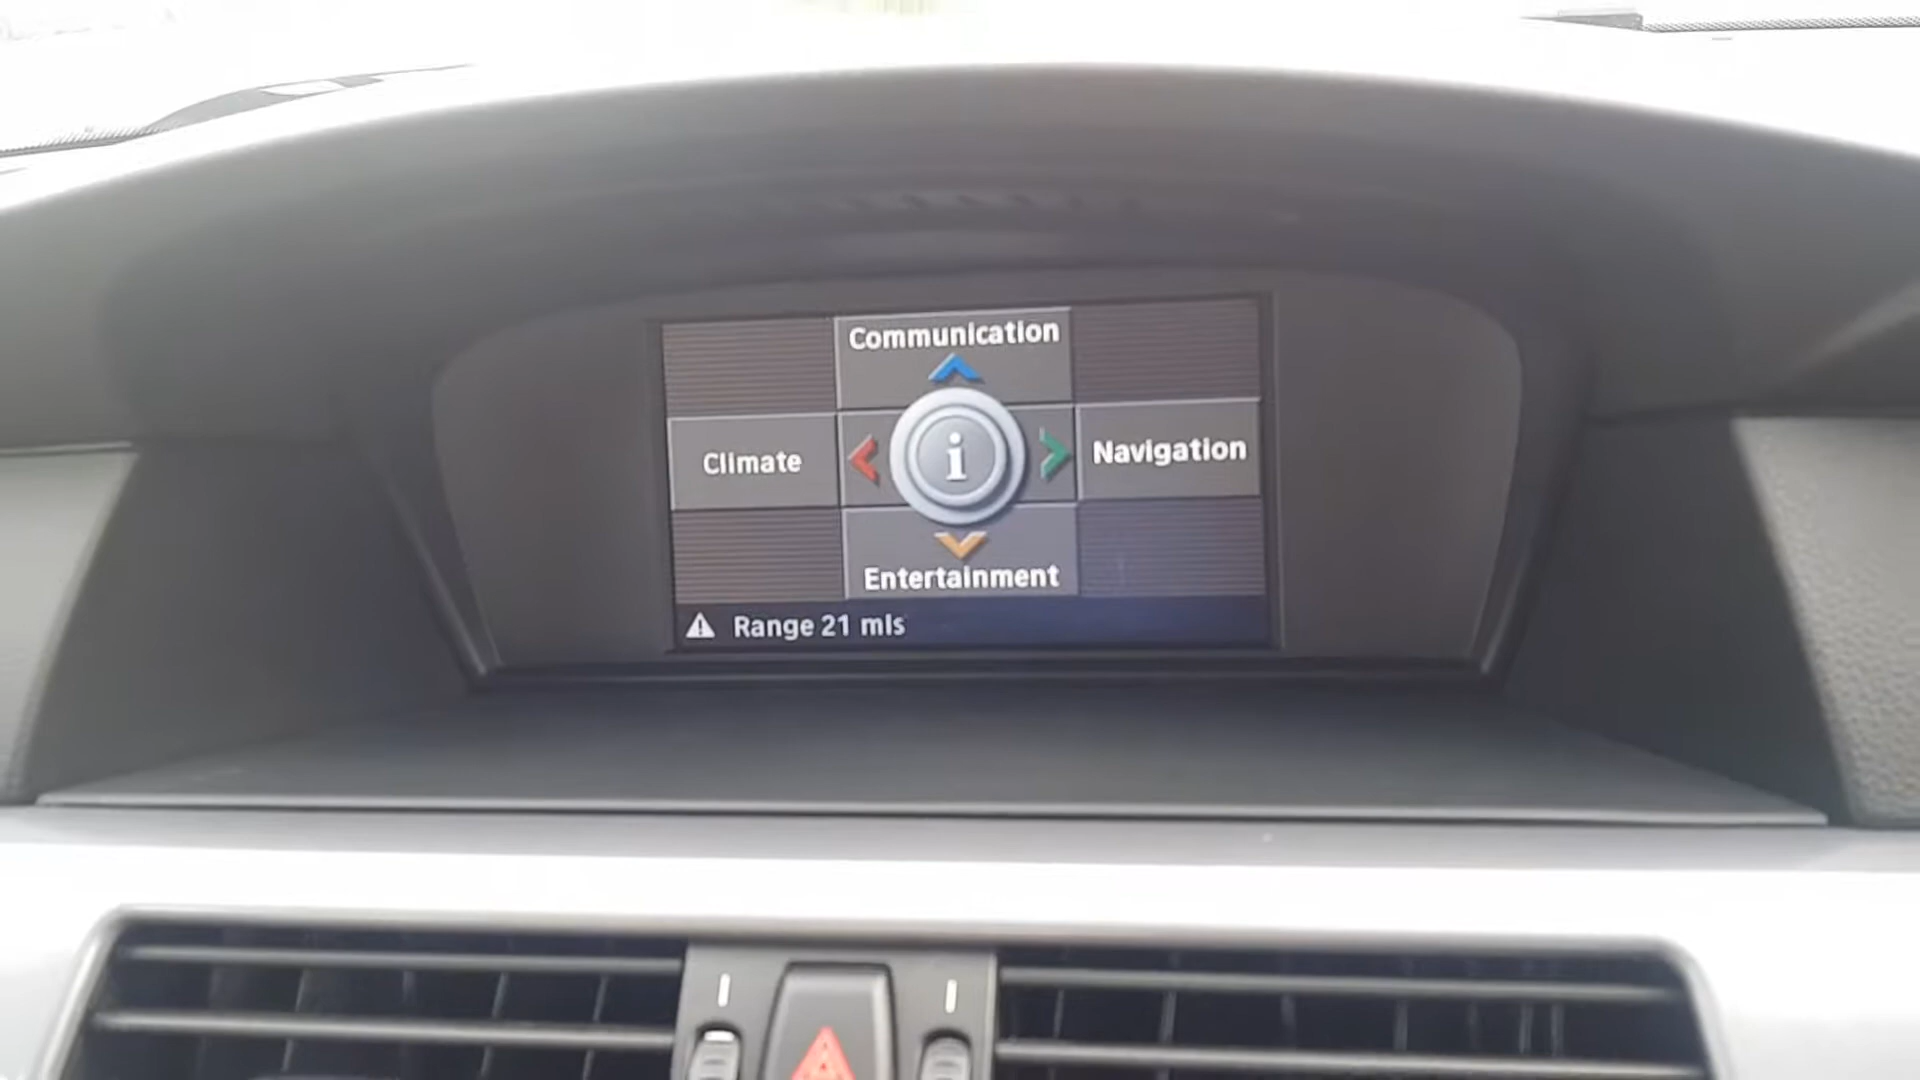 Communication
Climate
i
Navigation
Entertainment
Range 21 mls